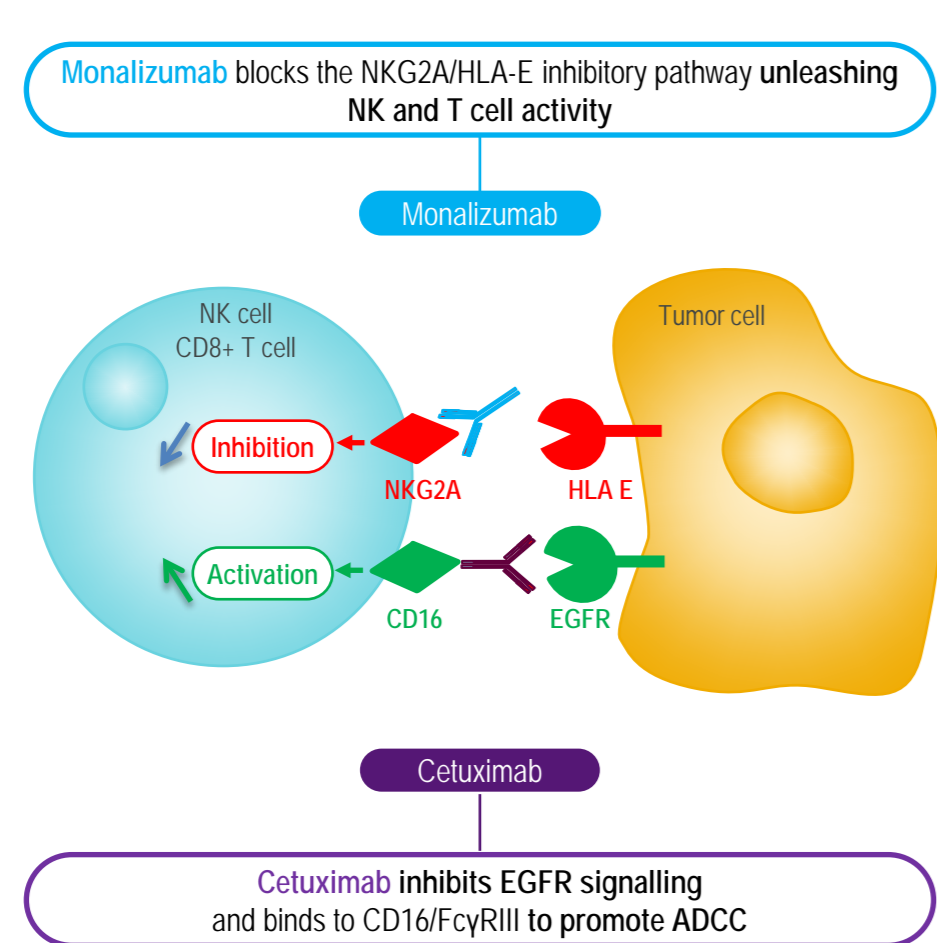 Monalizumab blocks the NKG2A/HLA-E inhibitory pathway unleashing
NK and T cell activity
Monalizumab
NK cell
CD8+ T cell
Tumor cell
Inhibition
NKG2A
HLA E
Activation
CD16
EGFR
Cetuximab
Cetuximab inhibits EGFR signalling
and binds to CD16/FcγRIII to promote ADCC